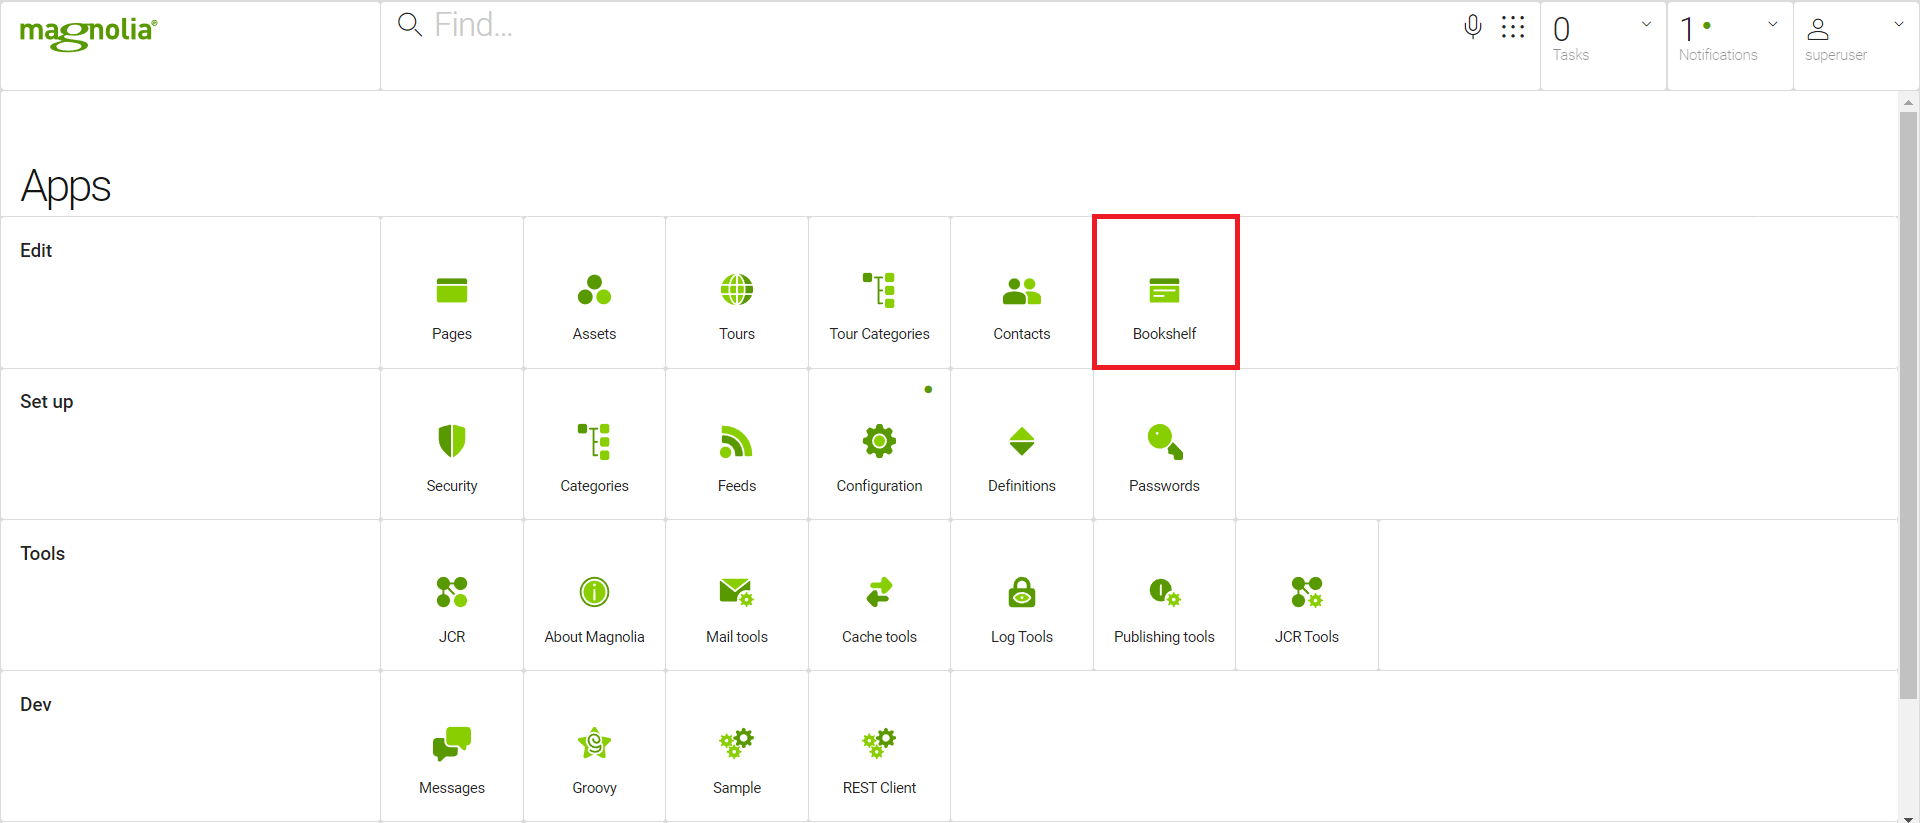 magnolia®
Find...
0
Tasks
1
Notifications
superuser
Apps
Edit
Pages
Assets
Tours
Tour Categories
Contacts
Bookshelf
Set up
Security
Categories
Feeds
Configuration
Definitions
Passwords
Tools
JCR
About Magnolia
Mail tools
Cache tools
Log Tools
Publishing tools
JCR Tools
Dev
Messages
Groovy
Sample
REST Client